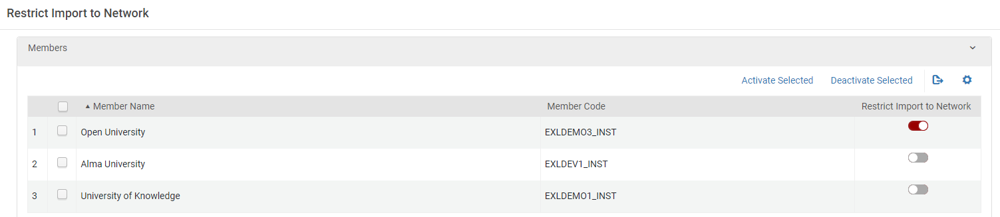 Restrict Import to Network
Members
Activate Selected Deactivate Selected
Member Name Member Code Restrict Import to Network
1 Open University EXLDEMO3_INST
2 Alma University EXLDEV1_INST
3 University of Knowledge EXLDEMO1_INST